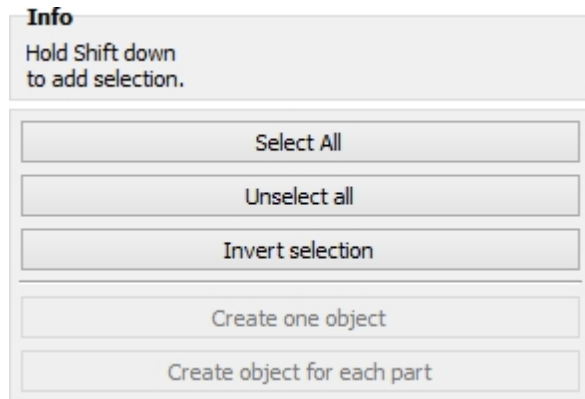 Info
Hold Shift down
to add selection.
Select All
Unselect all
Invert selection
Create one object
Create object for each part